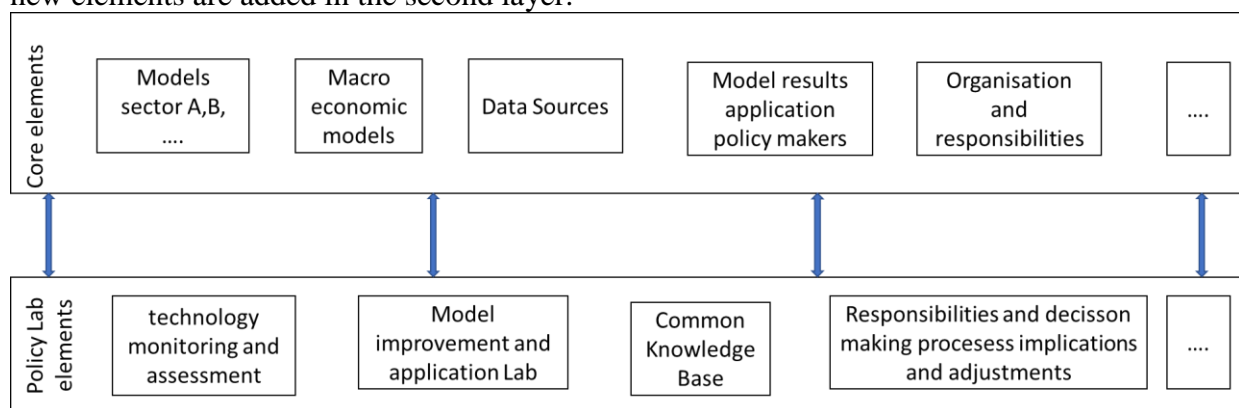 new elements are added in the second layer.
Core elements
Models
sector A,B,
....
Macro
economic
models
Data Sources
Model results
application
policy makers
Organisation
and
responsibilities
....
Policy Lab
elements
technology
monitoring and
assessment
Model
improvement and
application Lab
Common
Knowledge
Base
Responsibilities and decisson
making procesess implications
and adjustments
....